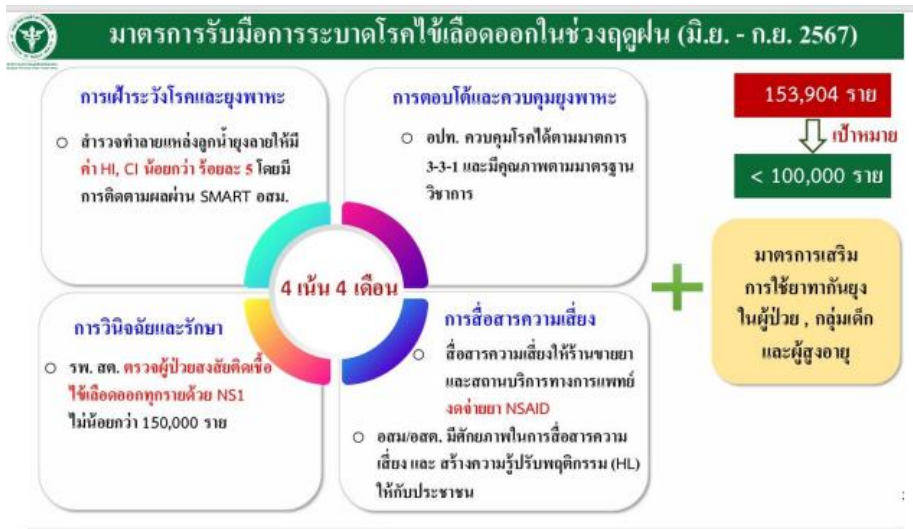 มาตรการรับมือการระบาดโรคไข้เลือดออกในช่วงฤดูฝน (มิ.ย. - ก.ย. 2567)
การเฝ้าระวังโรคและยุงพาหะ
○ สำรวจทำลายแหล่งลูกน้ำยุงลายให้มี
ค่า HI, CI น้อยกว่า ร้อยละ 5 โดยมี
การติดตามผลผ่าน SMART อสม.
การตอบโต้และควบคุมยุงพาหะ
○ อปท. ควบคุมโรคได้ตามมาตการ
3-3-1 และมีคุณภาพตามมาตรฐาน
วิชาการ
4 เน้น 4 เดือน
การวินิจฉัยและรักษา
○ รพ. สต. ตรวจผู้ป่วยสงสัยติดเชื้อ
ไข้เลือดออกทุกรายด้วย NS1
ไม่น้อยกว่า 150,000 ราย
การสื่อสารความเสี่ยง
○ สื่อสารความเสี่ยงให้ร้านขายยา
และสถานบริการทางการแพทย์
งดจ่ายยา NSAID
○ อสม/อสต. มีศักยภาพในการสื่อสารความ
เสี่ยง และ สร้างความรู้ปรับพฤติกรรม (HL)
ให้กับประชาชน
153,904 ราย
เป้าหมาย
< 100,000 ราย
+
มาตรการเสริม
การใช้ยาทากันยุง
ในผู้ป่วย , กลุ่มเด็ก
และผู้สูงอายุ